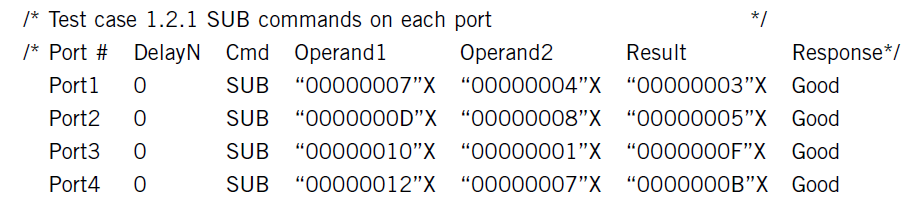 /* Test case 1.2.1 SUB commands on each port */
/* Port # DelayN Cmd Operand1 Operand2 Result Response*/
Port1 0 SUB “00000007”X “00000004”X “00000003”X Good
Port2 0 SUB “0000000D”X “00000008”X “00000005”X Good
Port3 0 SUB “00000010”X “00000001”X “0000000F”X Good
Port4 0 SUB “00000012”X “00000007”X “0000000B”X Good